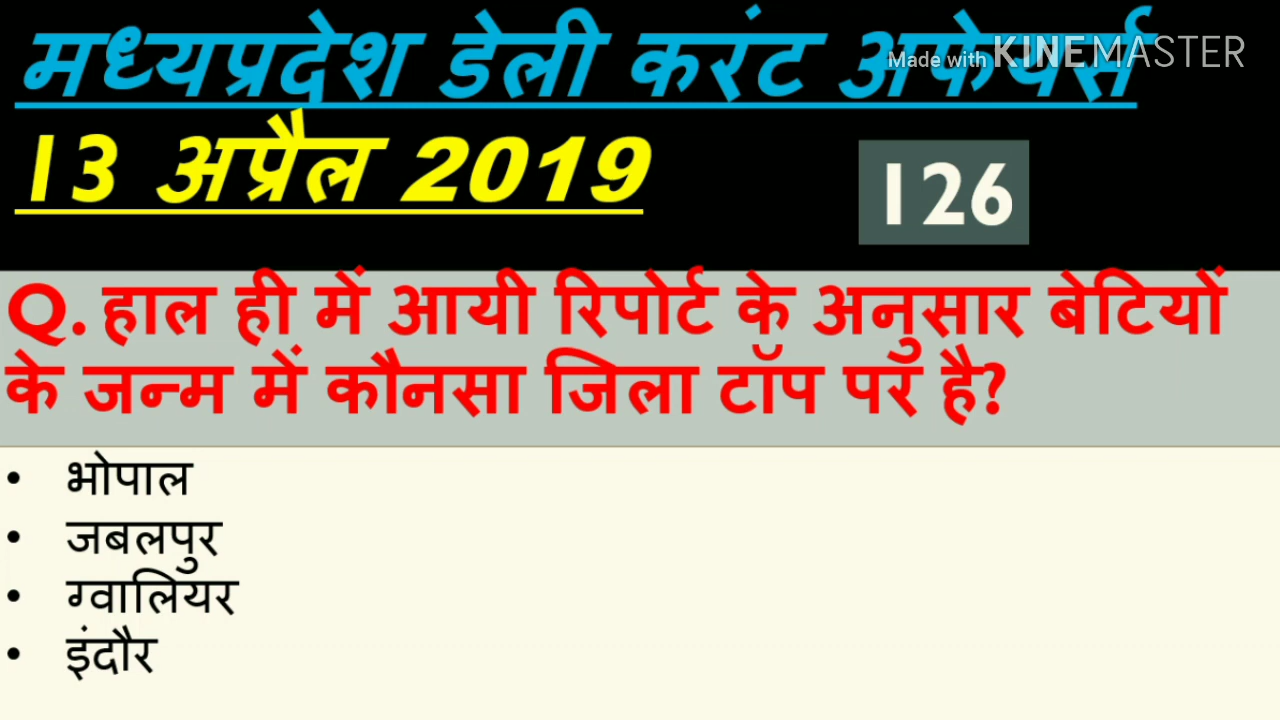 मध्यप्रदेश डेली करंट अफेयर्स
Made with KINEMASTER
13 अप्रैल 2019
126
Q. हाल ही में आयी रिपोर्ट के अनुसार बेटियों
के जन्म में कौनसा जिला टॉप पर है?
• भोपाल
• जबलपुर
• ग्वालियर
• इंदौर